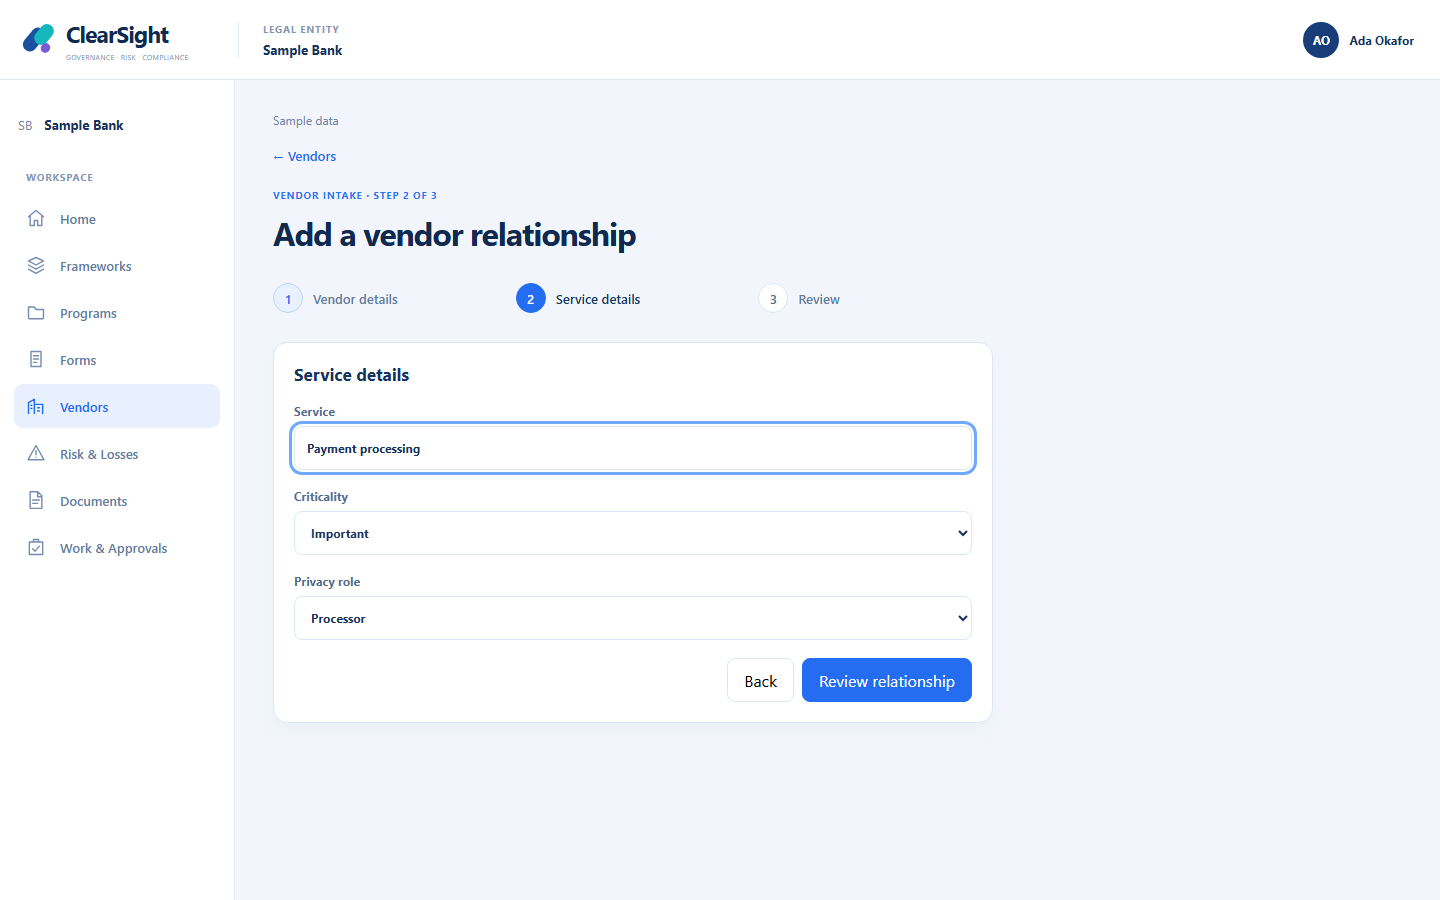 ClearSight
GOVERNANCE · RISK · COMPLIANCE
LEGAL ENTITY
Sample Bank
AO
Ada Okafor
SB
Sample Bank
WORKSPACE
Home
Frameworks
Programs
Forms
Vendors
Risk & Losses
Documents
Work & Approvals
Sample data
← Vendors
VENDOR INTAKE · STEP 2 OF 3
Add a vendor relationship
1 Vendor details
2 Service details
3 Review
Service details
Service
Payment processing
Criticality
Important
Privacy role
Processor
Back
Review relationship